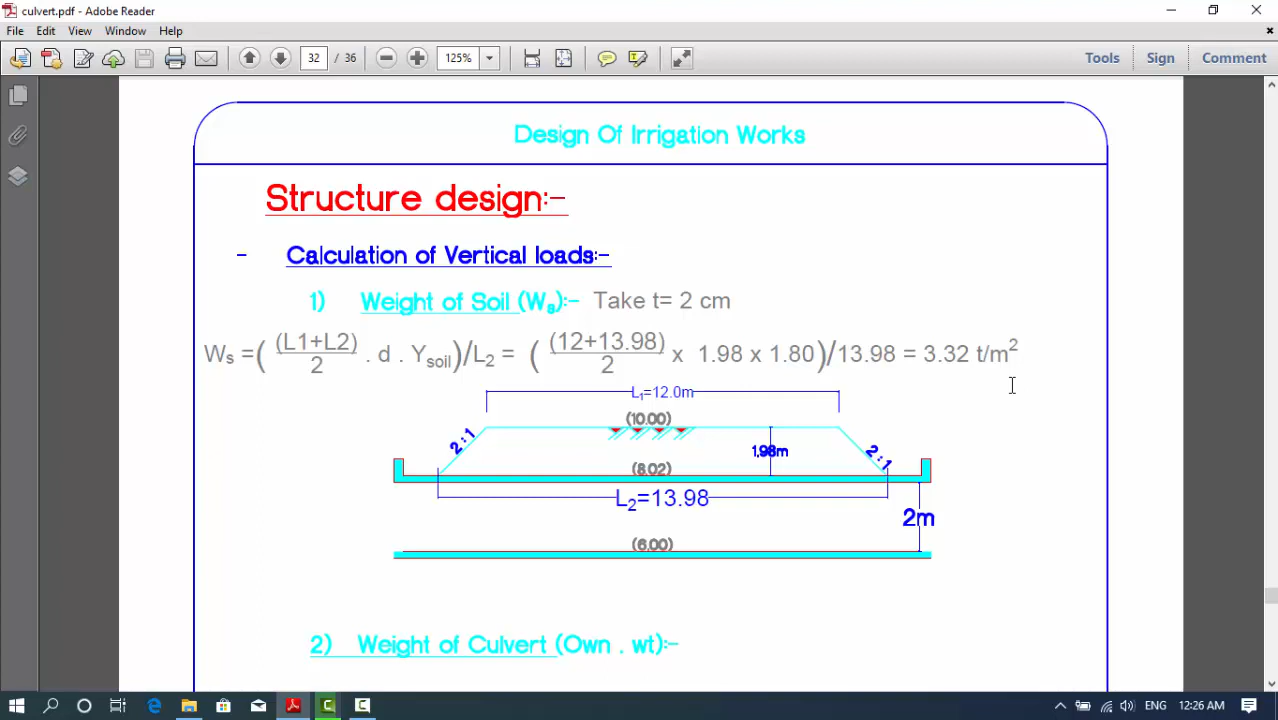 culvert.pdf - Adobe Reader
File Edit View Window Help
32 / 36 125% Tools Sign Comment
Design Of Irrigation Works
Structure design:-
- Calculation of Vertical loads:-
1) Weight of Soil (Ws):- Take t= 2 cm
Ws =( (L1+L2)/2 . d . Ysoil)/L2 = ( (12+13.98)/2 x 1.98 x 1.80)/13.98 = 3.32 t/m²
L1=12.0m
(10.00)
2:1
1.98m
2:1
(8.02)
L2=13.98
2m
(6.00)
2) Weight of Culvert (Own . wt):-
ENG 12:26 AM